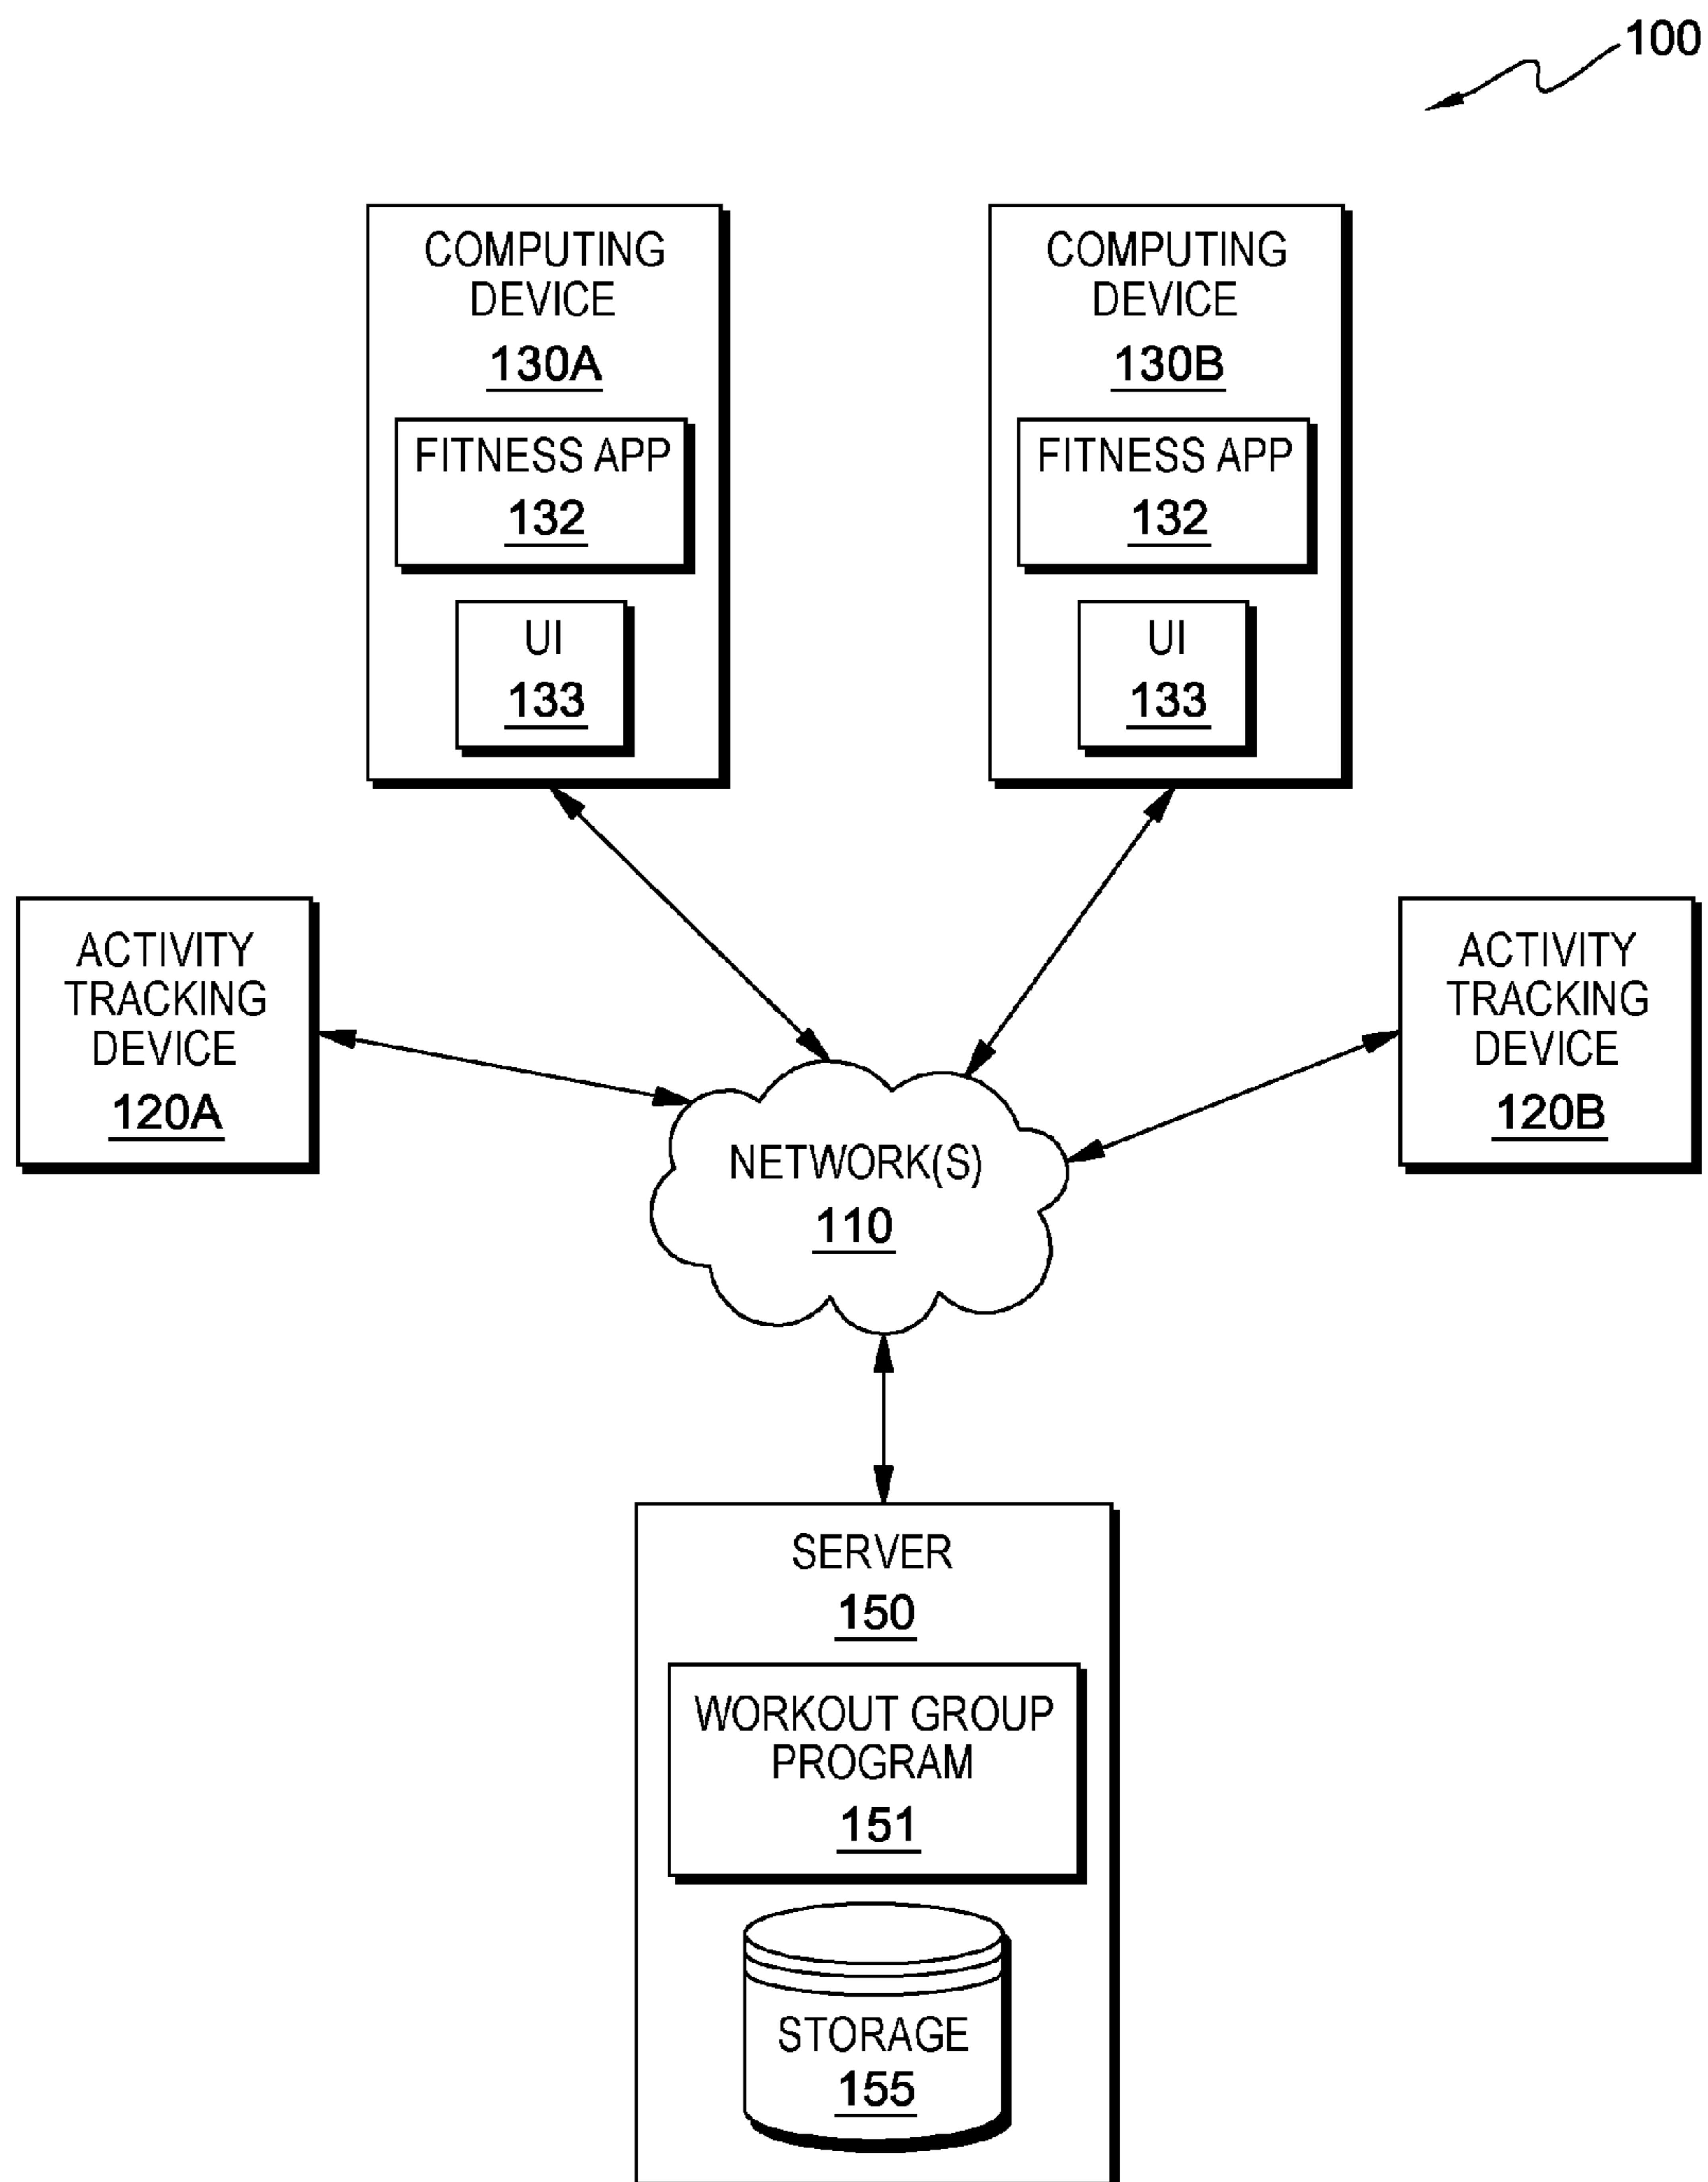 100
COMPUTING
DEVICE
130A
FITNESS APP
132
UI
133
COMPUTING
DEVICE
130B
FITNESS APP
132
UI
133
ACTIVITY
TRACKING
DEVICE
120A
ACTIVITY
TRACKING
DEVICE
120B
NETWORK(S)
110
SERVER
150
WORKOUT GROUP
PROGRAM
151
STORAGE
155